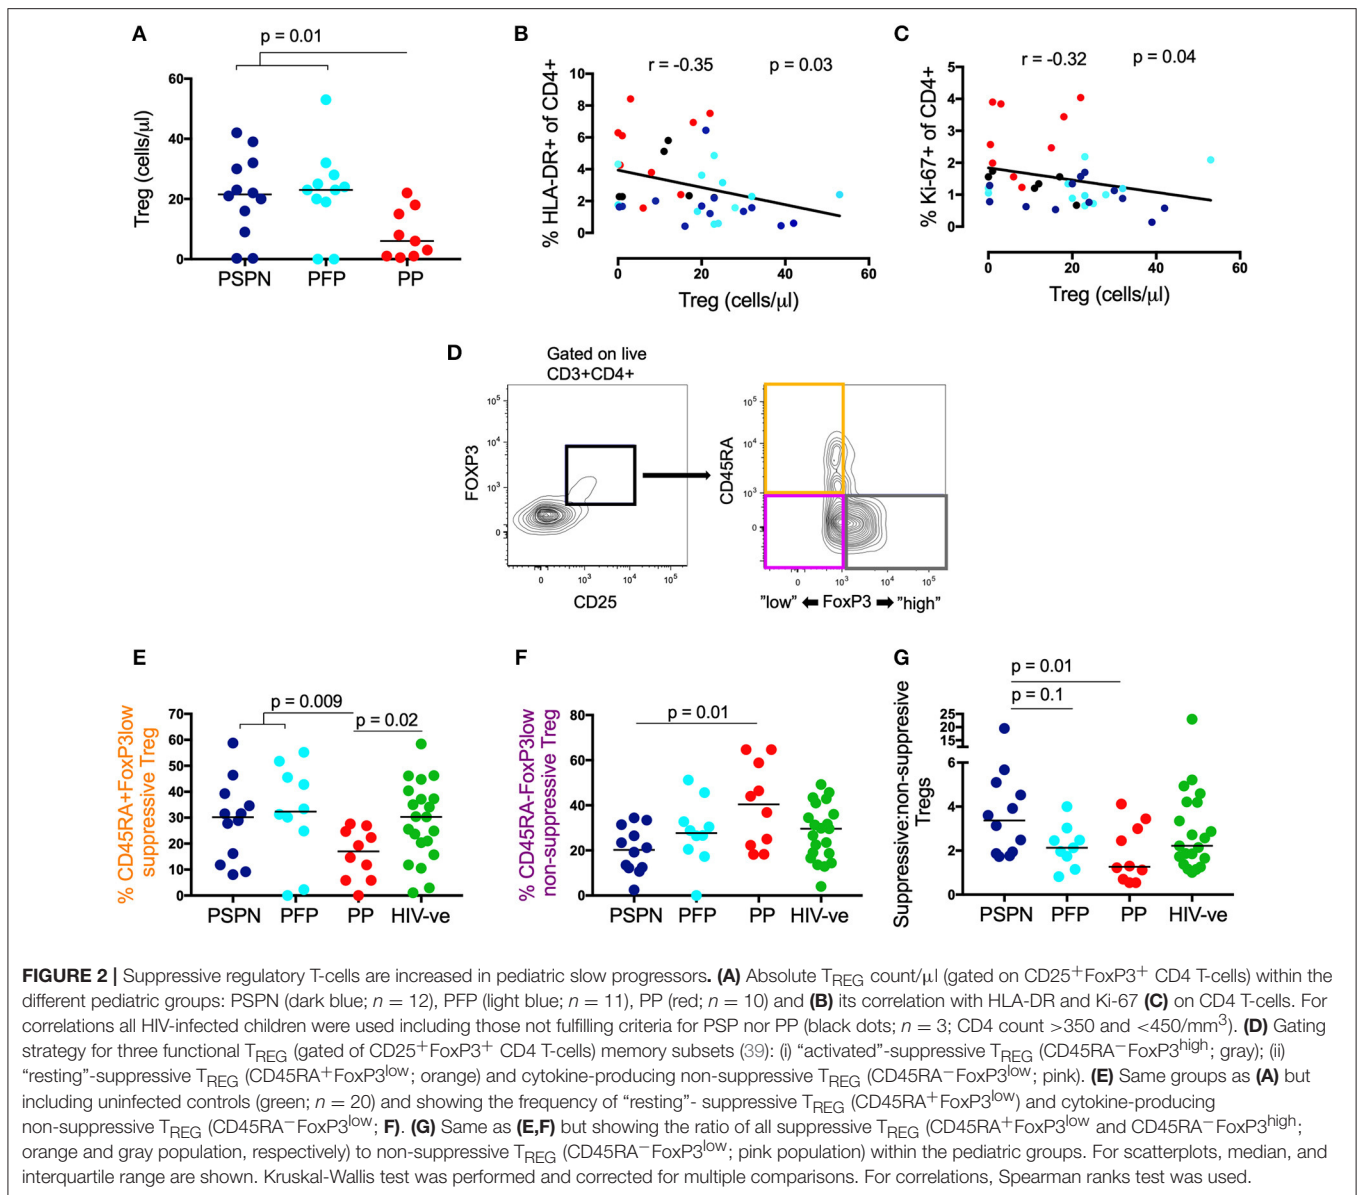 A
p = 0.01
Treg (cells/μl)
60
40
20
0
PSPN PFP PP
B
r = -0.35 p = 0.03
% HLA-DR+ of CD4+
10
8
6
4
2
0
0 20 40 60
Treg (cells/μl)
C
r = -0.32 p = 0.04
% Ki-67+ of CD4+
5
4
3
2
1
0
0 20 40 60
Treg (cells/μl)
D
Gated on live
CD3+CD4+
FOXP3
10⁵
10⁴
10³
0
0 10³ 10⁴ 10⁵
CD25
CD45RA
10⁵
10⁴
10³
0
0 10³ 10⁴ 10⁵
"low" FoxP3 "high"
E
% CD45RA+FoxP3low
suppressive Treg
p = 0.009
p = 0.02
70
60
50
40
30
20
10
0
PSPN PFP PP HIV-ve
F
% CD45RA-FoxP3low
non-suppressive Treg
p = 0.01
80
60
40
20
0
PSPN PFP PP HIV-ve
G
Suppressive:non-suppresive
Tregs
p = 0.01
p = 0.1
25
20
15
6
4
2
0
PSPN PFP PP HIV-ve
FIGURE 2 | Suppressive regulatory T-cells are increased in pediatric slow progressors. (A) Absolute TREG count/μl (gated on CD25⁺FoxP3⁺ CD4 T-cells) within the
different pediatric groups: PSPN (dark blue; n = 12), PFP (light blue; n = 11), PP (red; n = 10) and (B) its correlation with HLA-DR and Ki-67 (C) on CD4 T-cells. For
correlations all HIV-infected children were used including those not fulfilling criteria for PSP nor PP (black dots; n = 3; CD4 count >350 and <450/mm³). (D) Gating
strategy for three functional TREG (gated of CD25⁺FoxP3⁺ CD4 T-cells) memory subsets (39): (i) “activated”-suppressive TREG (CD45RA⁻FoxP3ʰⁱᵍʰ; gray); (ii)
“resting”-suppressive TREG (CD45RA⁺FoxP3ˡᵒʷ; orange) and cytokine-producing non-suppressive TREG (CD45RA⁻FoxP3ˡᵒʷ; pink). (E) Same groups as (A) but
including uninfected controls (green; n = 20) and showing the frequency of “resting”- suppressive TREG (CD45RA⁺FoxP3ˡᵒʷ) and cytokine-producing
non-suppressive TREG (CD45RA⁻FoxP3ˡᵒʷ; F). (G) Same as (E,F) but showing the ratio of all suppressive TREG (CD45RA⁺FoxP3ˡᵒʷ and CD45RA⁻FoxP3ʰⁱᵍʰ;
orange and gray population, respectively) to non-suppressive TREG (CD45RA⁻FoxP3ˡᵒʷ; pink population) within the pediatric groups. For scatterplots, median, and
interquartile range are shown. Kruskal-Wallis test was performed and corrected for multiple comparisons. For correlations, Spearman ranks test was used.